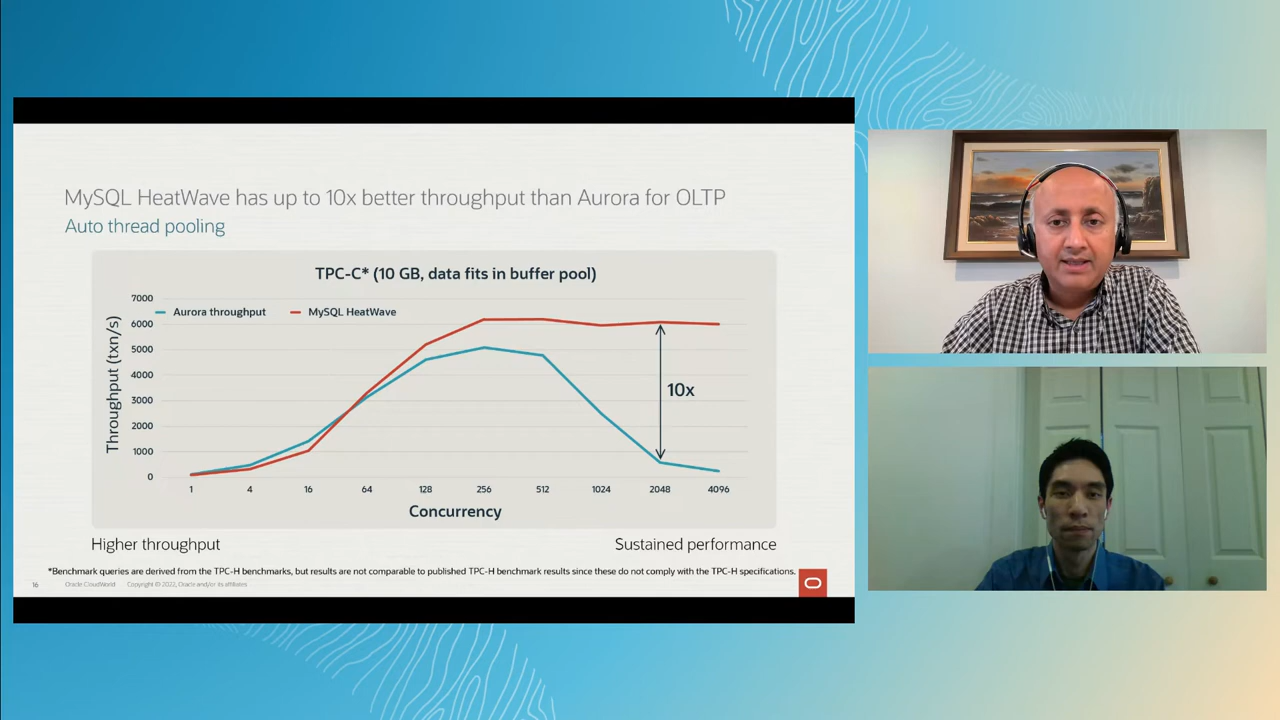 MySQL HeatWave has up to 10x better throughput than Aurora for OLTP
Auto thread pooling
TPC-C* (10 GB, data fits in buffer pool)
Throughput (txn/s)
7000
6000
5000
4000
3000
2000
1000
0
Aurora throughput
MySQL HeatWave
10x
1 4 16 64 128 256 512 1024 2048 4096
Concurrency
Higher throughput
Sustained performance
*Benchmark queries are derived from the TPC-H benchmarks, but results are not comparable to published TPC-H benchmark results since these do not comply with the TPC-H specifications.
16 Oracle CloudWorld Copyright © 2022, Oracle and/or its affiliates